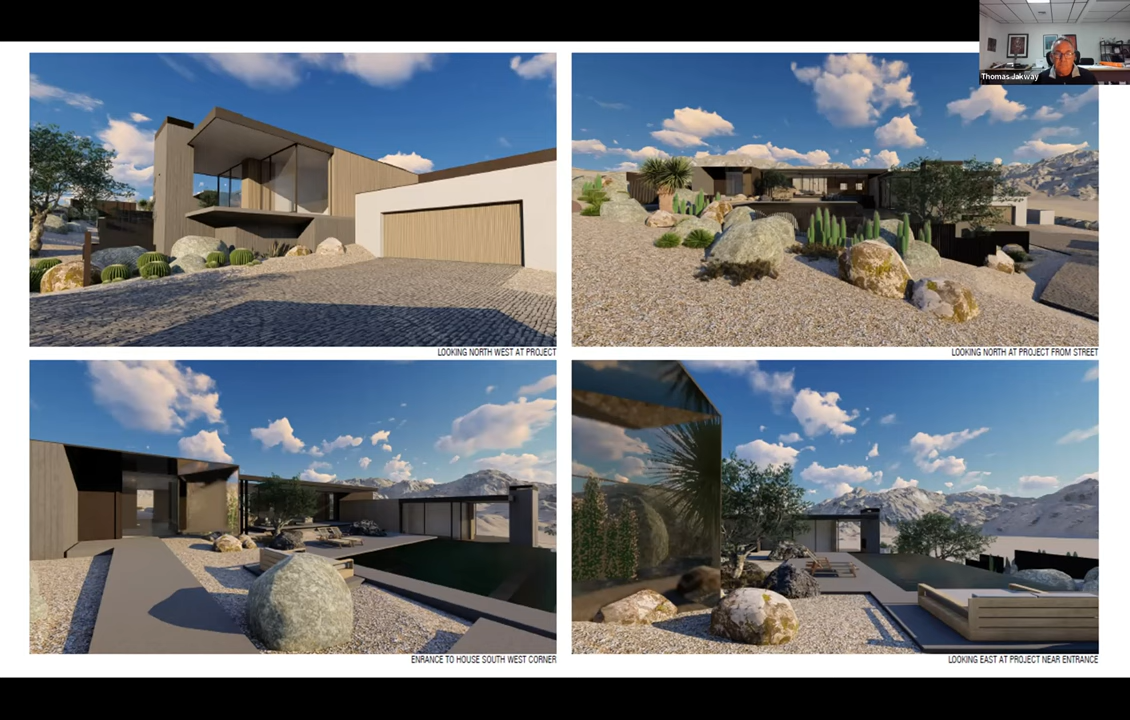 Thomas Jakway
LOOKING NORTH WEST AT PROJECT
LOOKING NORTH AT PROJECT FROM STREET
ENRANCE TO HOUSE SOUTH WEST CORNER
LOOKING EAST AT PROJECT NEAR ENTRANCE